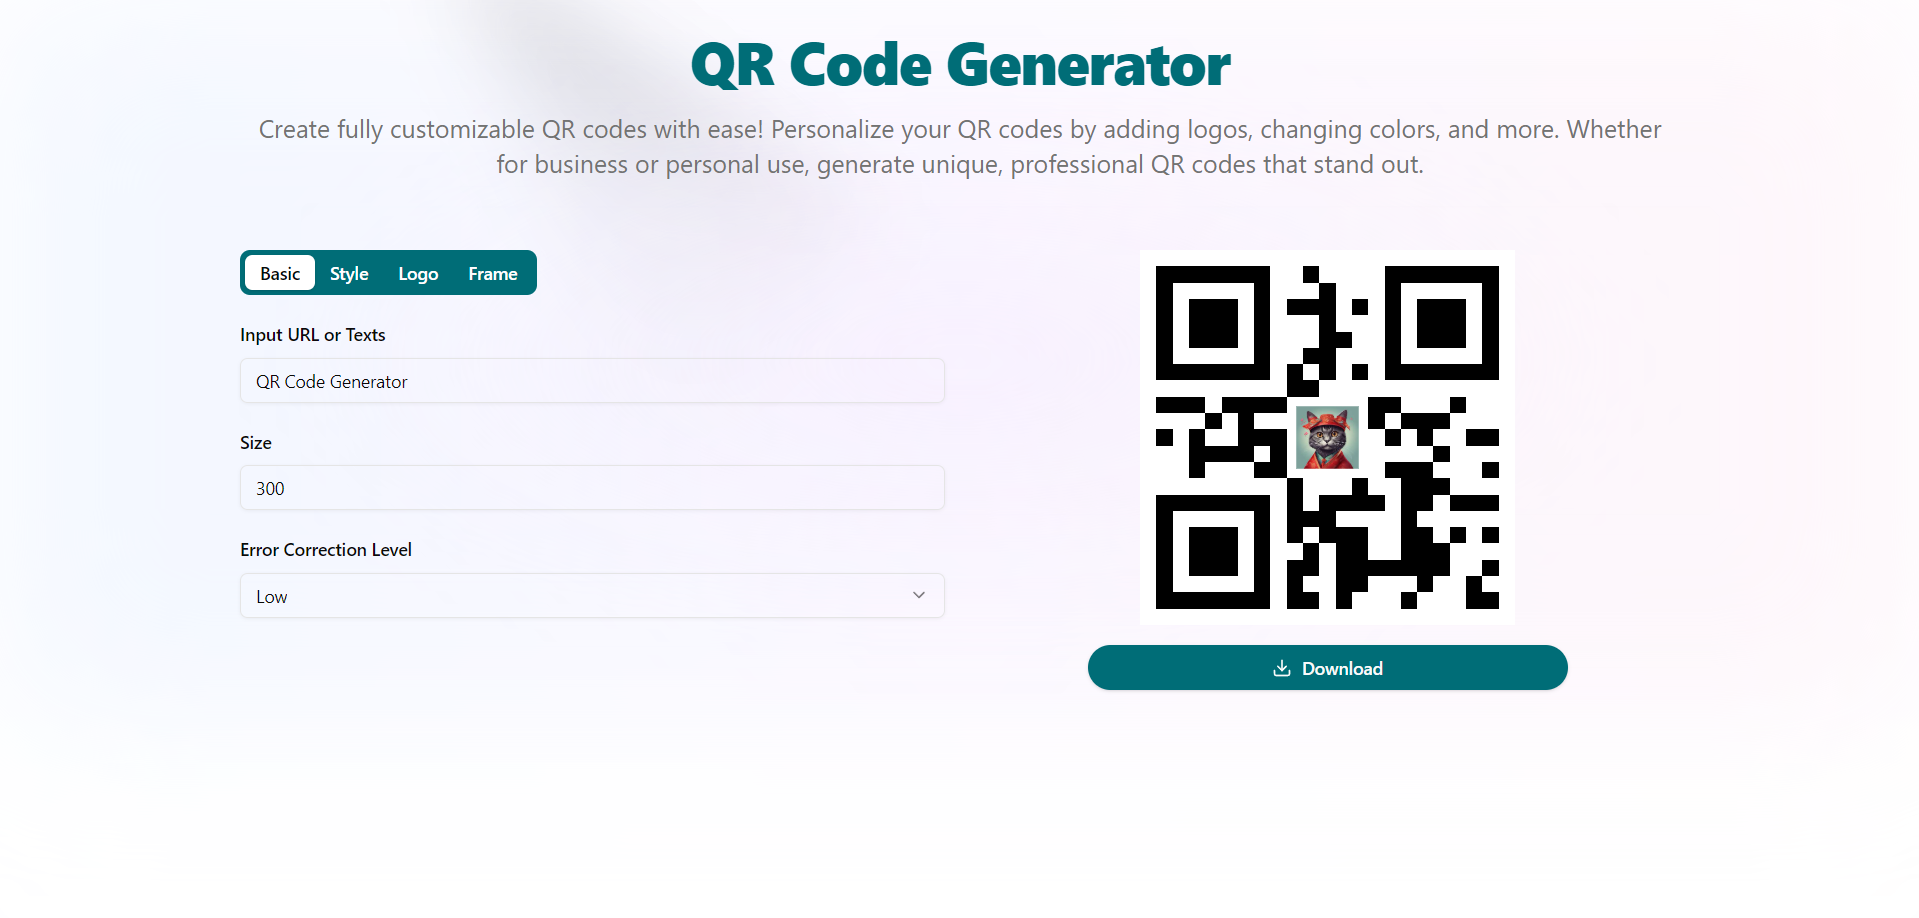 QR Code Generator
Create fully customizable QR codes with ease! Personalize your QR codes by adding logos, changing colors, and more. Whether
for business or personal use, generate unique, professional QR codes that stand out.
Basic Style Logo Frame
Input URL or Texts
QR Code Generator
Size
300
Error Correction Level
Low
Download